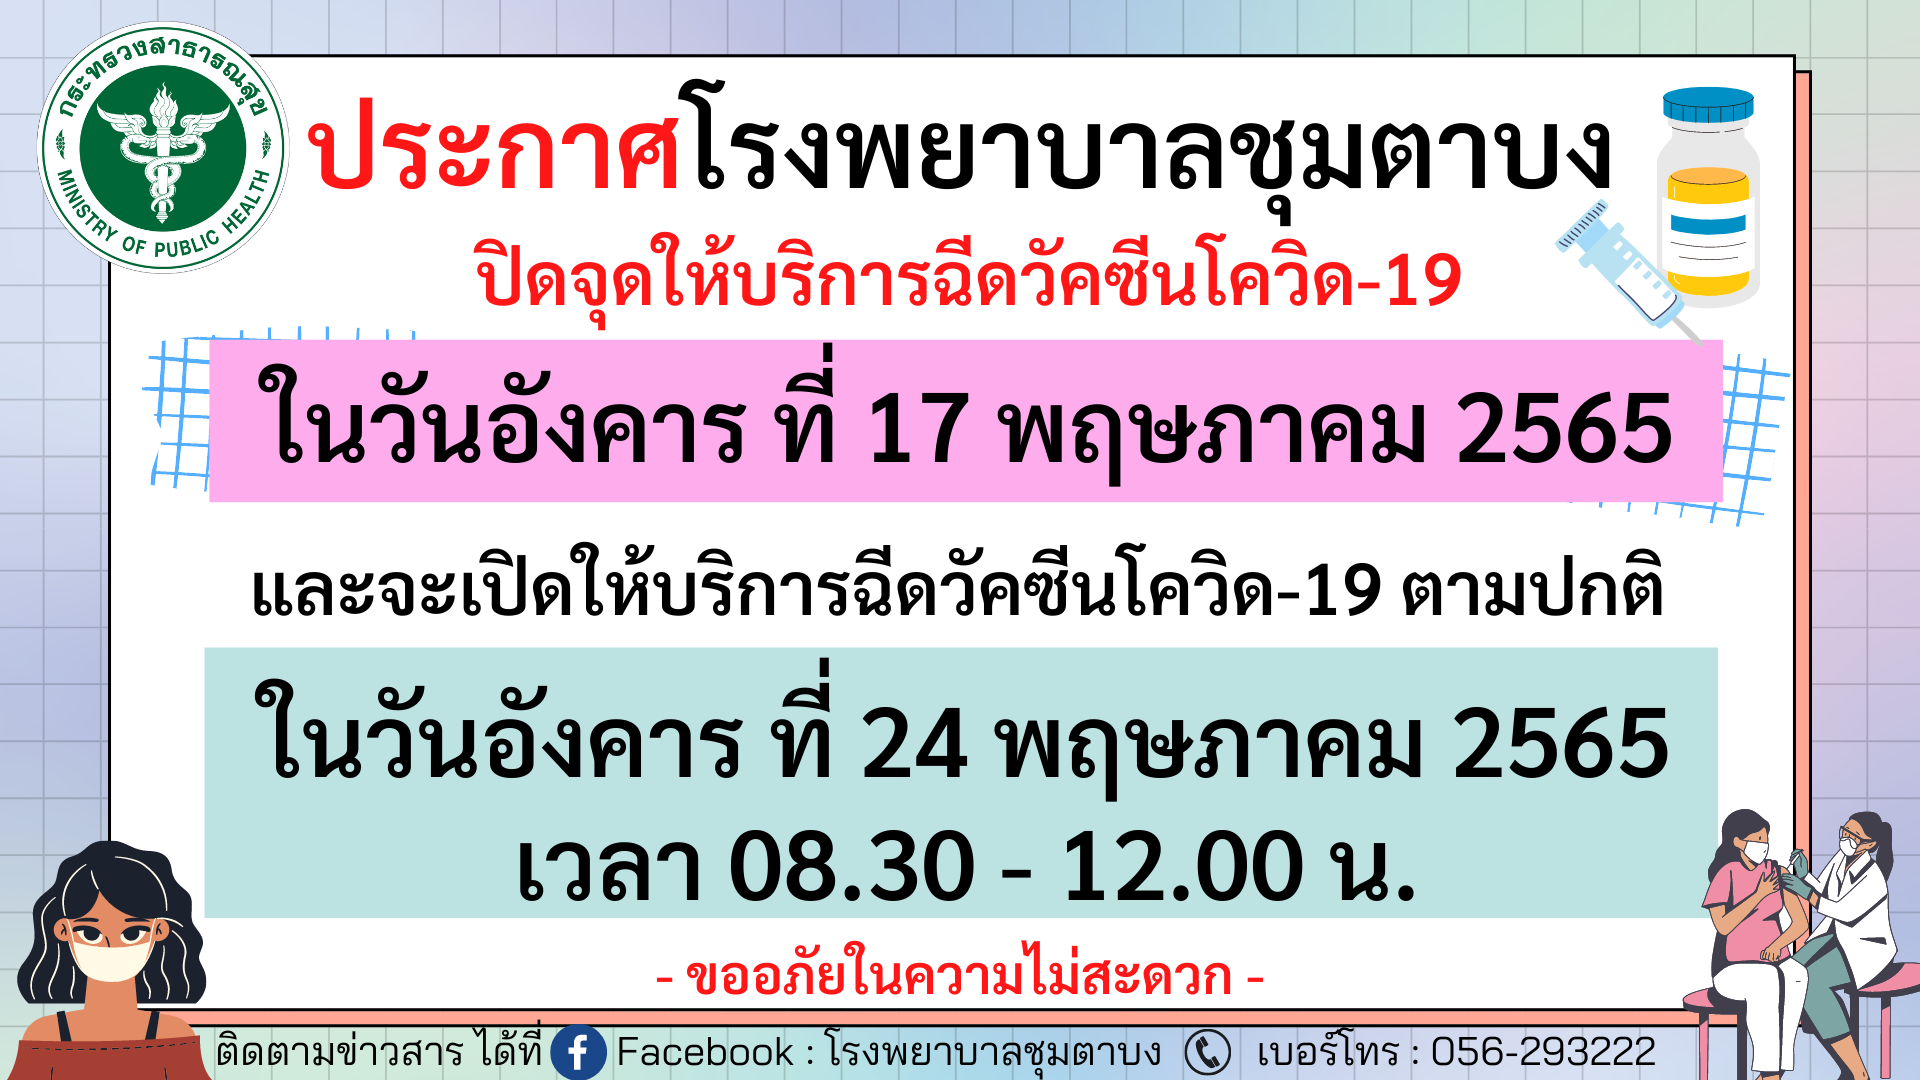 กระทรวงสาธารณสุข
MINISTRY OF PUBLIC HEALTH
ประกาศโรงพยาบาลชุมตาบง
ปิดจุดให้บริการฉีดวัคซีนโควิด-19
ในวันอังคาร ที่ 17 พฤษภาคม 2565
และจะเปิดให้บริการฉีดวัคซีนโควิด-19 ตามปกติ
ในวันอังคาร ที่ 24 พฤษภาคม 2565
เวลา 08.30 - 12.00 น.
- ขออภัยในความไม่สะดวก -
ติดตามข่าวสาร ได้ที่ f Facebook : โรงพยาบาลชุมตาบง เบอร์โทร : 056-293222